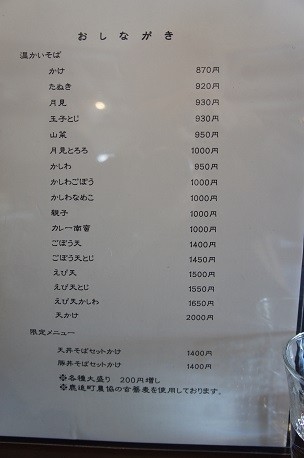 おしながき
温かいそば
かけ 870円
たぬき 920円
月見 930円
玉子とじ 930円
山菜 950円
月見とろろ 1000円
かしわ 950円
かしわごぼう 1000円
かしわなめこ 1000円
親子 1000円
カレー南蛮 1000円
ごぼう天 1400円
ごぼう天とじ 1450円
えび天 1500円
えび天とじ 1550円
えび天かしわ 1650円
天かけ 2000円
限定メニュー
天丼そばセットかけ 1400円
豚丼そばセットかけ 1400円
※各種大盛り 200円増し
※鹿追町農協の玄蕎麦を使用しております。